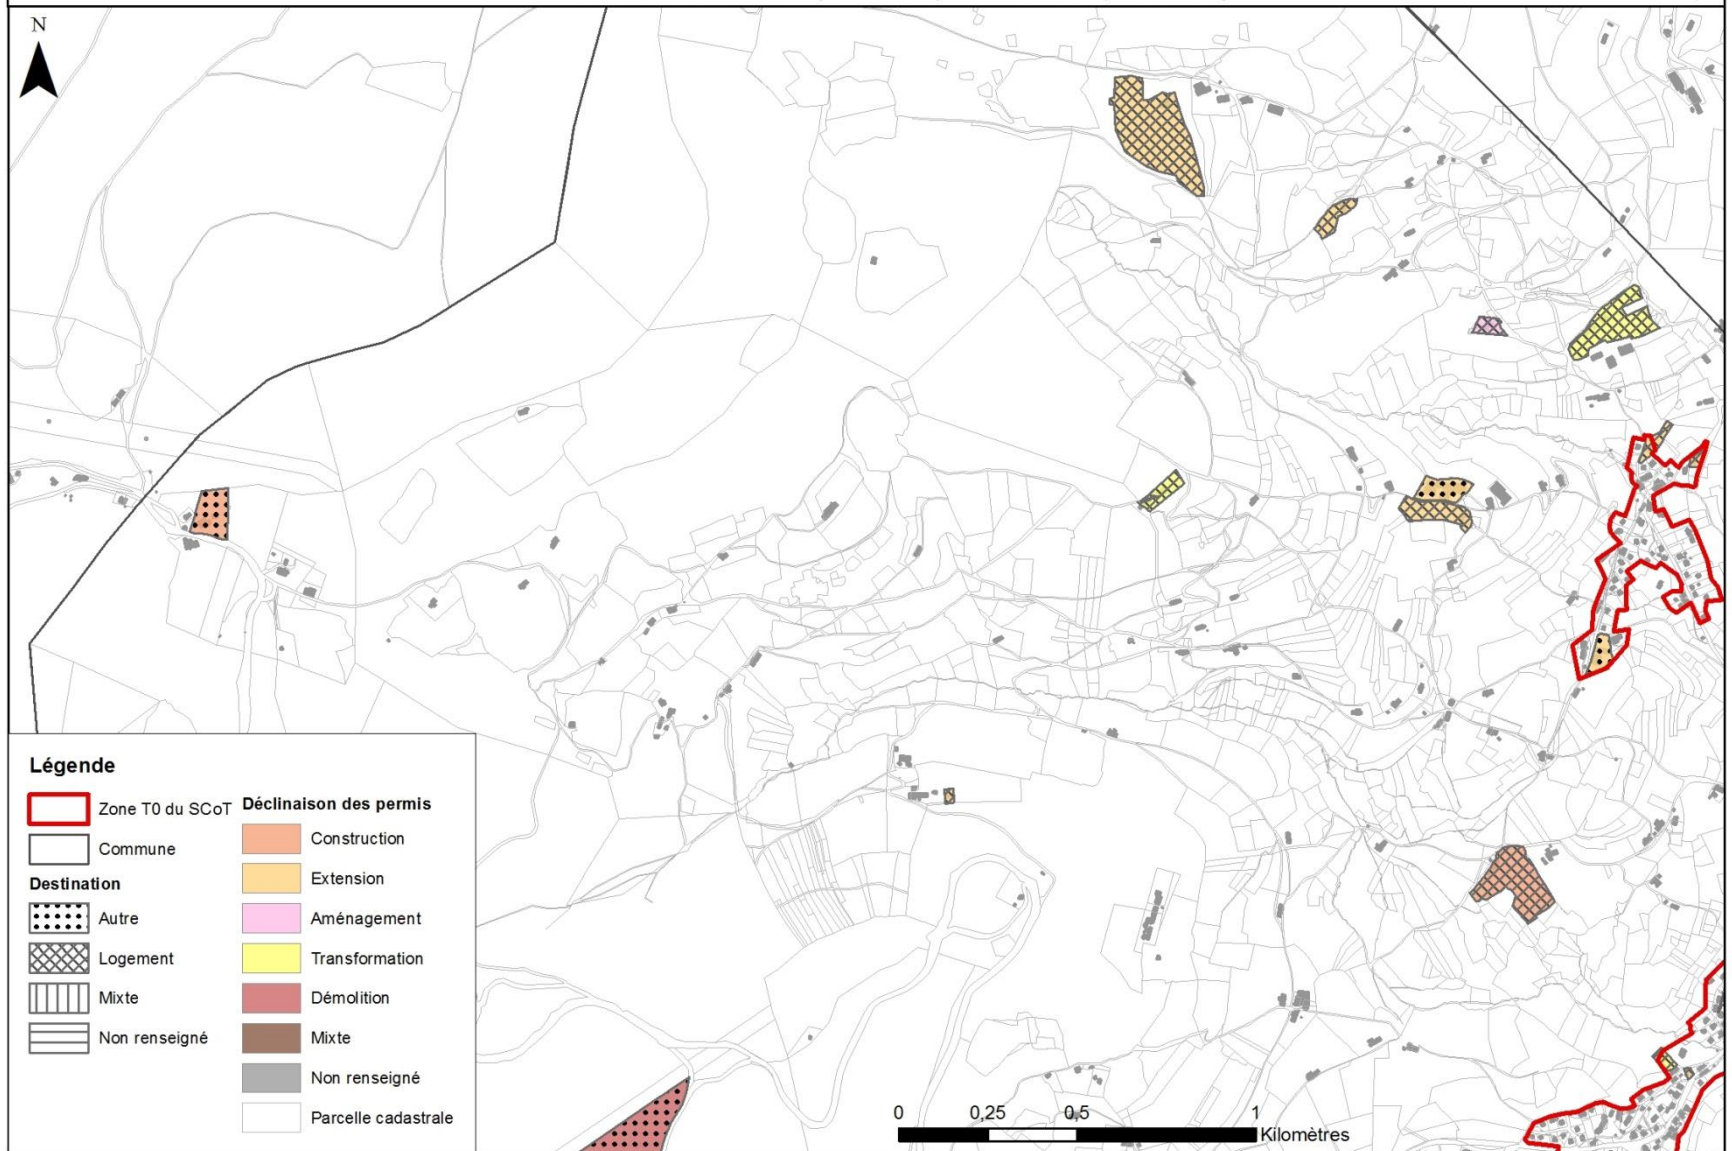 N
Légende
Zone T0 du SCoT
Commune
Destination
Autre
Logement
Mixte
Non renseigné
Déclinaison des permis
Construction
Extension
Aménagement
Transformation
Démolition
Mixte
Non renseigné
Parcelle cadastrale
0 0,25 0,5 1
Kilomètres